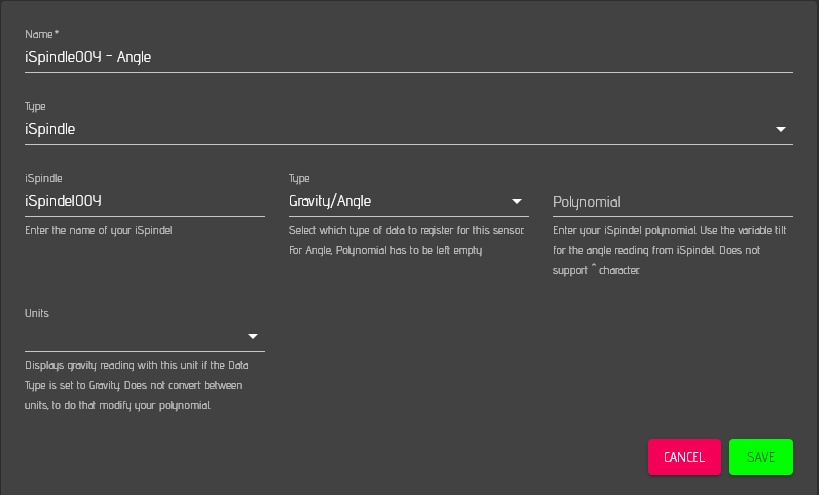 Name *
iSpindle004 - Angle
Type
iSpindle
iSpindle
iSpindel004
Enter the name of your iSpindel
Type
Gravity/Angle
Select which type of data to register for this sensor.
For Angle, Polynomial has to be left empty
Polynomial
Enter your iSpindel polynomial. Use the variable tilt
for the angle reading from iSpindel. Does not
support ^ character.
Units
Displays gravity reading with this unit if the Data
Type is set to Gravity. Does not convert between
units, to do that modify your polynomial.
CANCEL
SAVE